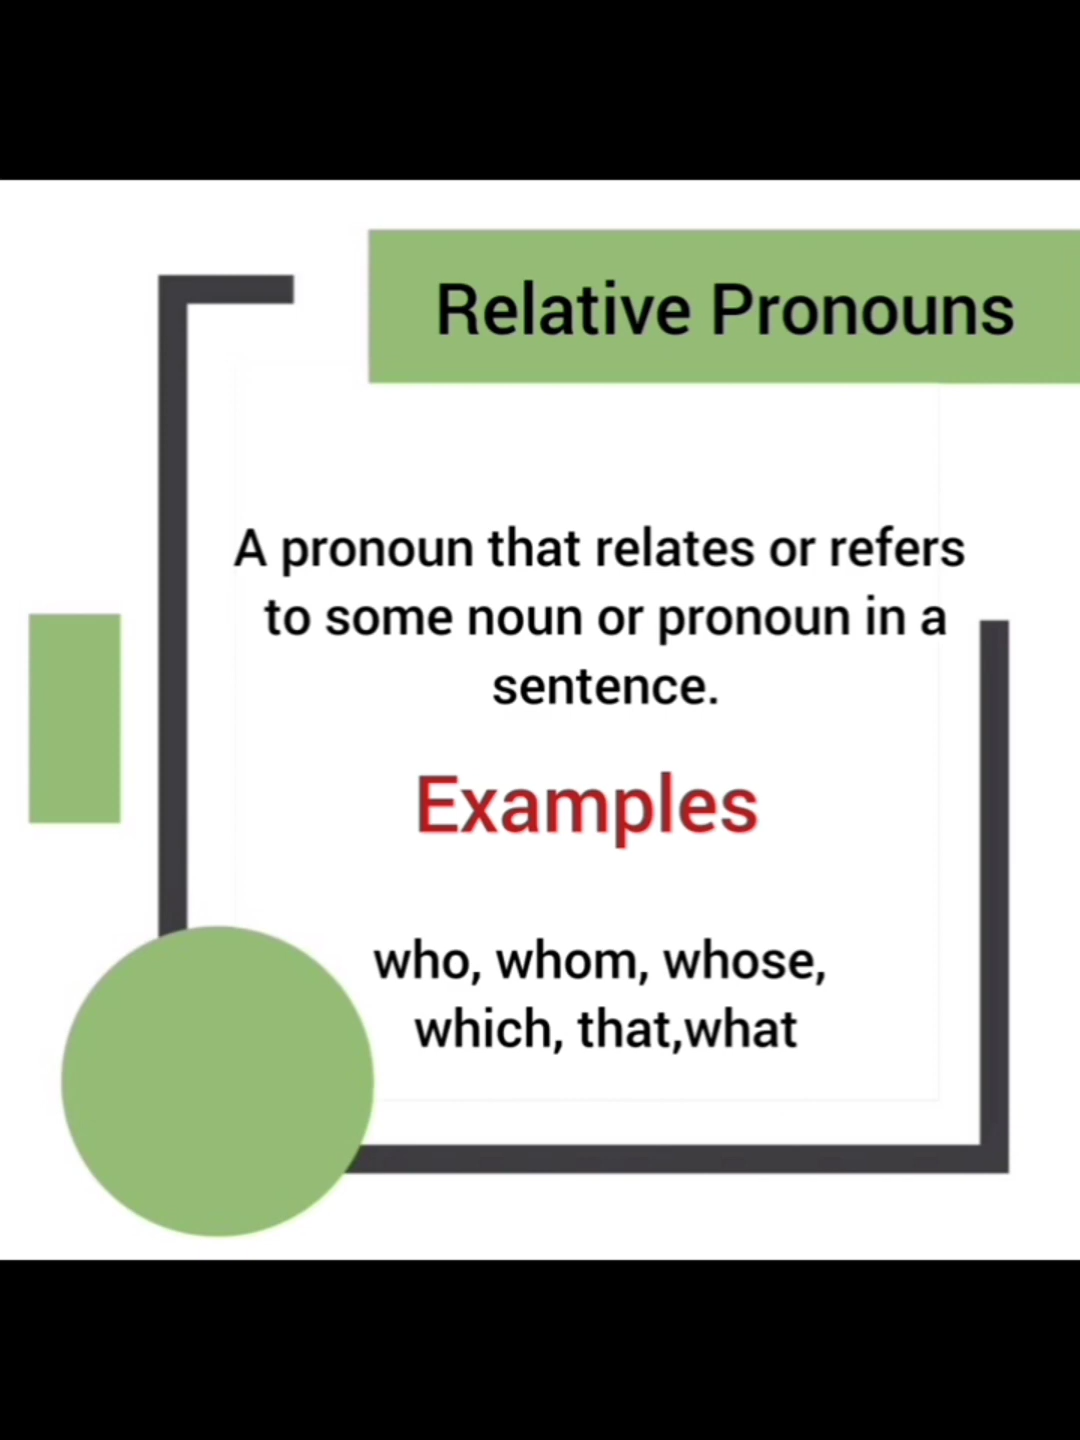 Relative Pronouns
A pronoun that relates or refers
to some noun or pronoun in a
sentence.
Examples
who, whom, whose,
which, that,what